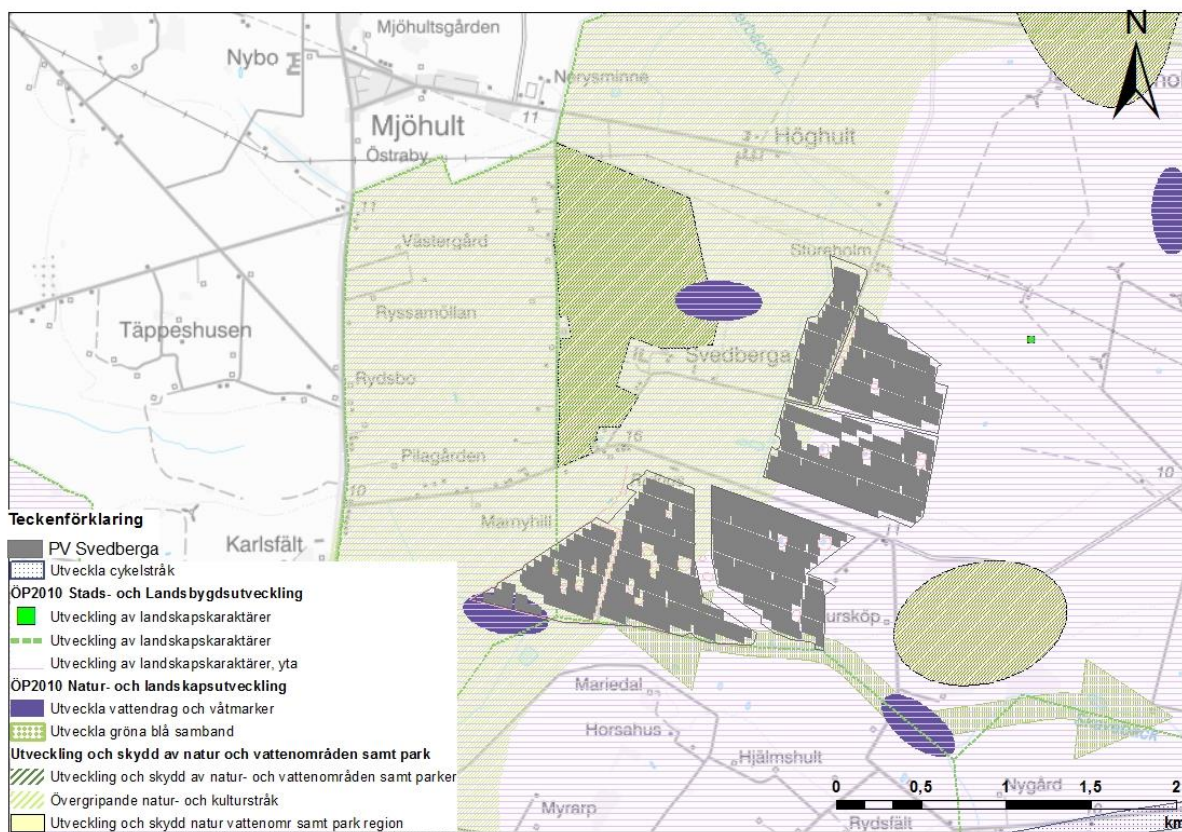 Mjöhultsgården
N
Nybo
Nerysminne
11
Mjöhult
Östraby
Höghult
11
Västergård
Stureholm
Ryssamöllan
Täppeshusen
Svedberga
Rydsbo
16
Pilagården
10
10
Marnyhill
Teckenförklaring
Karlsfält
PV Svedberga
11
Utveckla cykelstråk
ÖP2010 Stads- och Landsbygdsutveckling
Utveckling av landskapskaraktärer
urskõp
Utveckling av landskapskaraktärer
Utveckling av landskapskaraktärer, yta
ÖP2010 Natur- och landskapsutveckling
Mariedal
Utveckla vattendrag och våtmarker
Utveckla gröna blå samband
Horsahus
Utveckling och skydd av natur och vattenområden samt park
Hjälmshult
Utveckling och skydd av natur- och vattenområden samt parker
Nygård
0 0,5 1 1,5 2
Övergripande natur- och kulturstråk
Myrarp
km
Utveckling och skydd natur vattenomr samt park region
Rydsfält